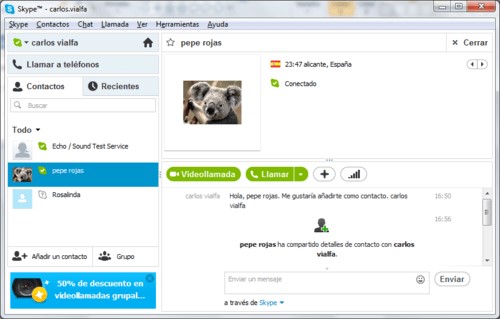 Skype™ - carlos.vialfa
Skype Contactos Chat Llamada Ver Herramientas Ayuda
carlos vialfa
Llamar a teléfonos
Contactos Recientes
Buscar
Todo
Echo / Sound Test Service
pepe rojas
Rosalinda
Añadir un contacto Grupo
50% de descuento en
videollamadas grupal...
pepe rojas
Cerrar
23:47 alicante, España
Conectado
Videollamada Llamar
carlos vialfa Hola, pepe rojas. Me gustaría añadirte como contacto. carlos 16:50
vialfa
16:56
pepe rojas ha compartido detalles de contacto con carlos
vialfa.
Enviar un mensaje Enviar
a través de Skype